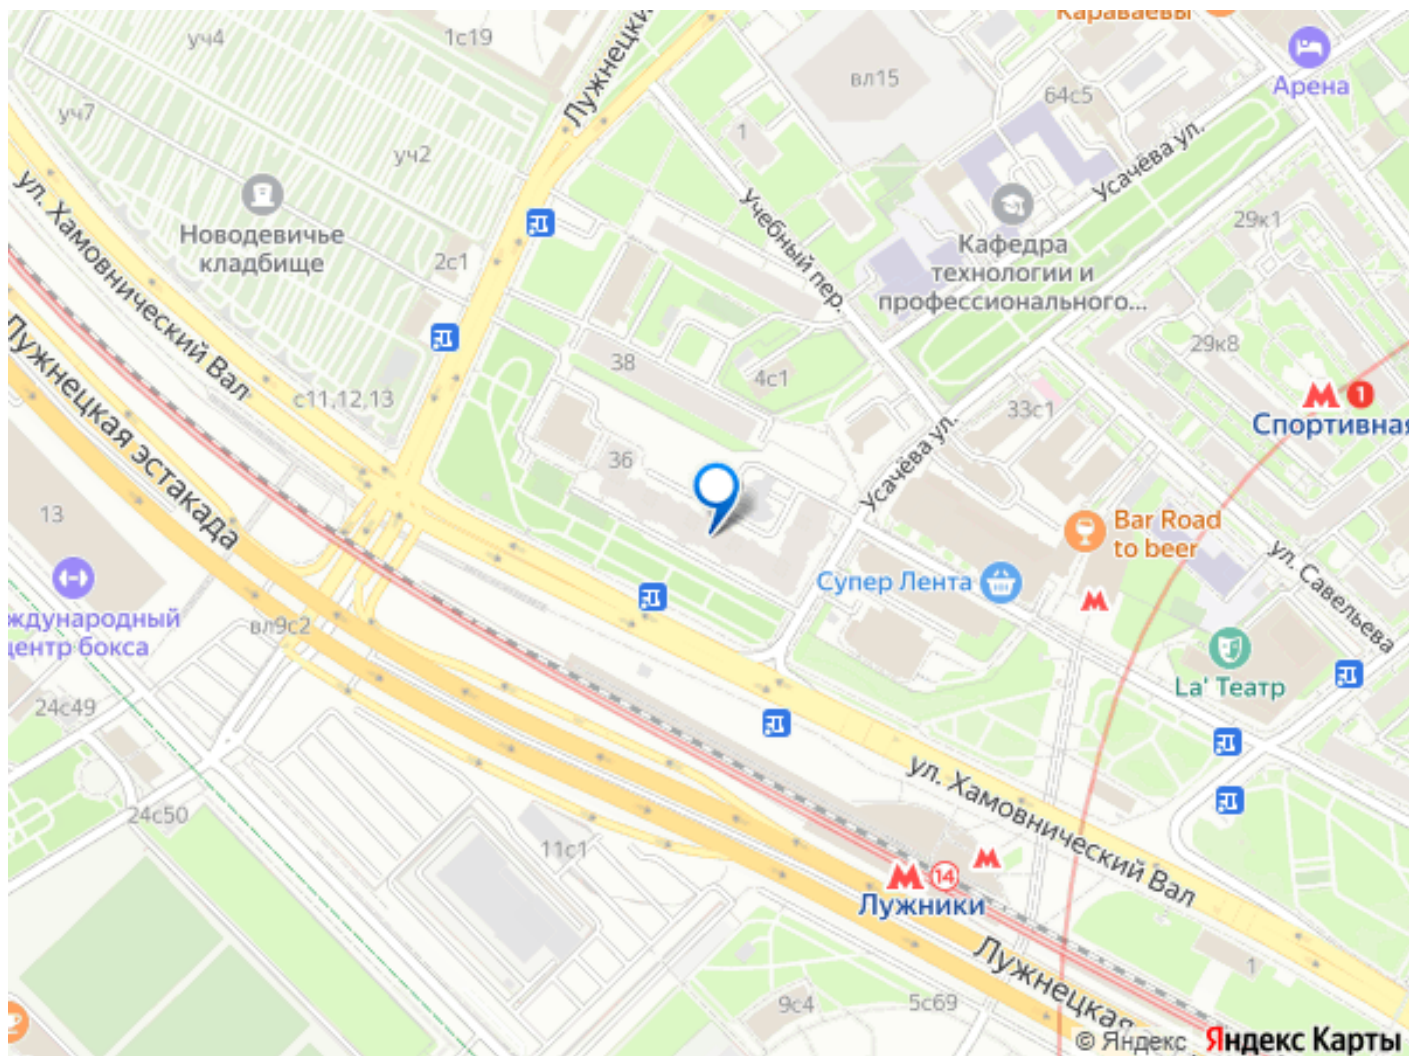 Караваевы
уч4
1с19
Лужнецки
вл15
Арена
64с5
уч7
1
уч2
Усачёва ул.
ул. Хамовнический Вал
Новодевичье
кладбище
2с1
Учебный пер.
29к1
Кафедра
технологии и
профессионального...
Лужнецкая эстакада
38
4с1
29к8
с11,12,13
33с1
1
Спортивная
36
Усачёва ул.
13
Bar Road
to beer
Супер Лента
ул. Савельева
ждународный
центр бокса
вл9с2
La' Театр
24с49
ул. Хамовнический Вал
24с50
11с1
14
Лужники
Лужнецкая
1
9с4
5с69
© Яндекс Яндекс Карты